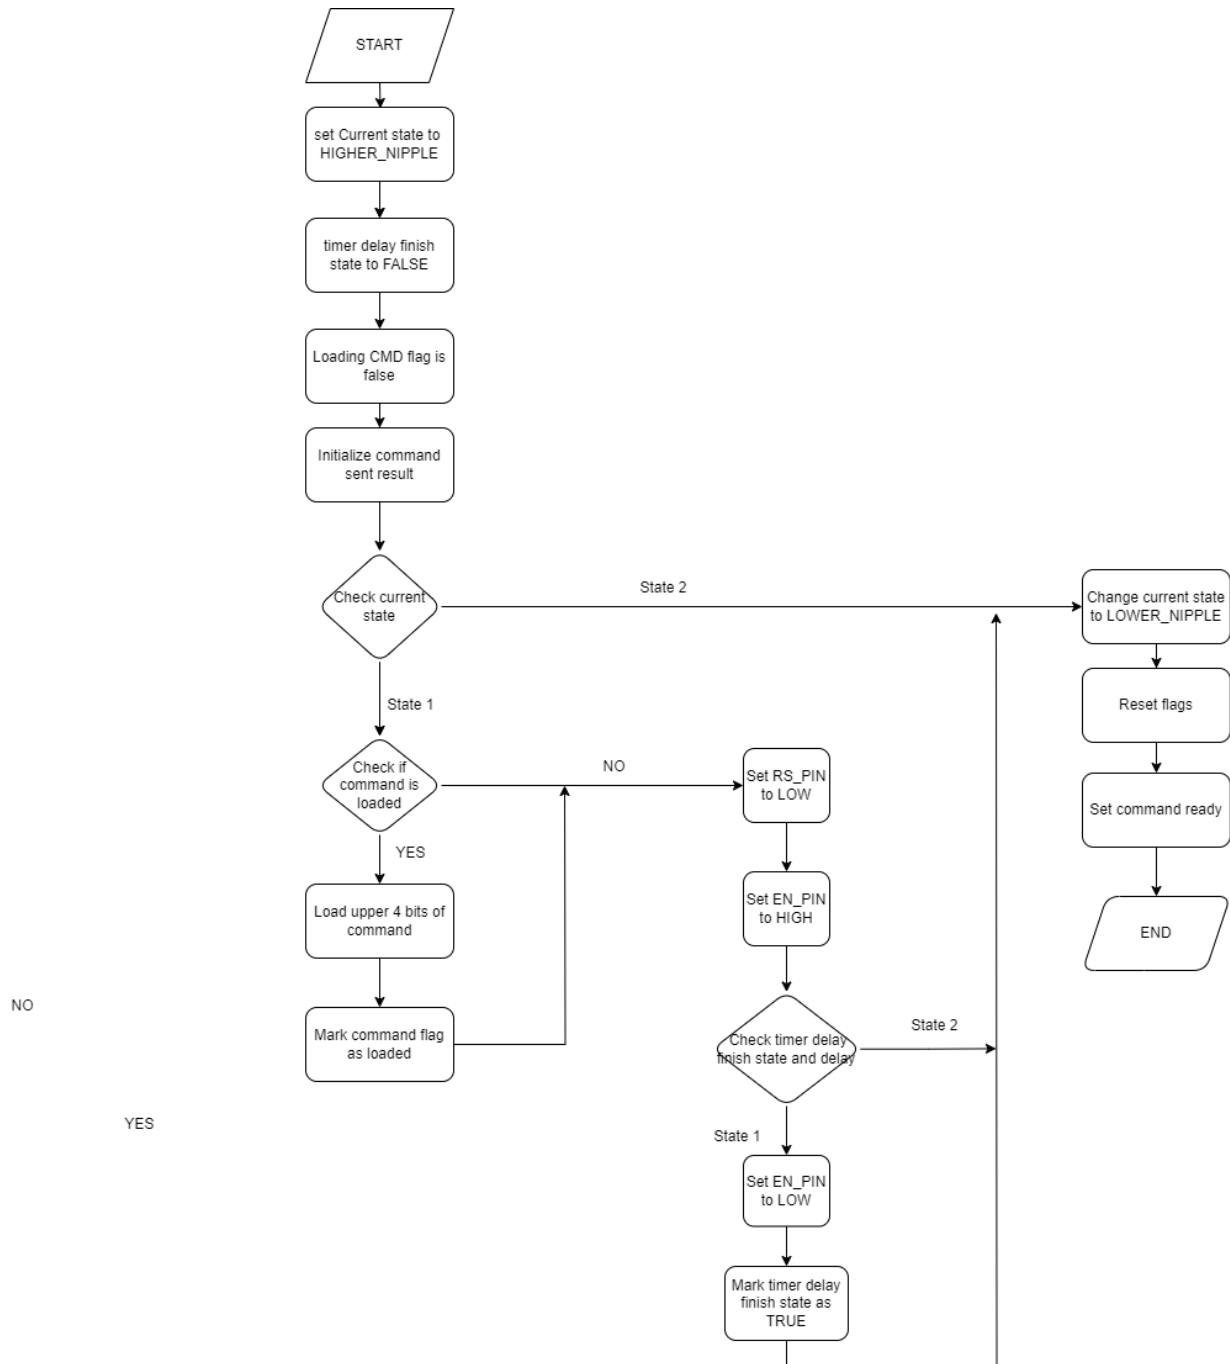 START
set Current state to
HIGHER_NIPPLE
timer delay finish
state to FALSE
Loading CMD flag is
false
Initialize command
sent result
Check current
state
State 2
Change current state
to LOWER_NIPPLE
State 1
Reset flags
Check if
command is
loaded
NO
Set RS_PIN
to LOW
Set command ready
YES
Load upper 4 bits of
command
Set EN_PIN
to HIGH
END
NO
Mark command flag
as loaded
Check timer delay
finish state and delay
State 2
YES
State 1
Set EN_PIN
to LOW
Mark timer delay
finish state as
TRUE